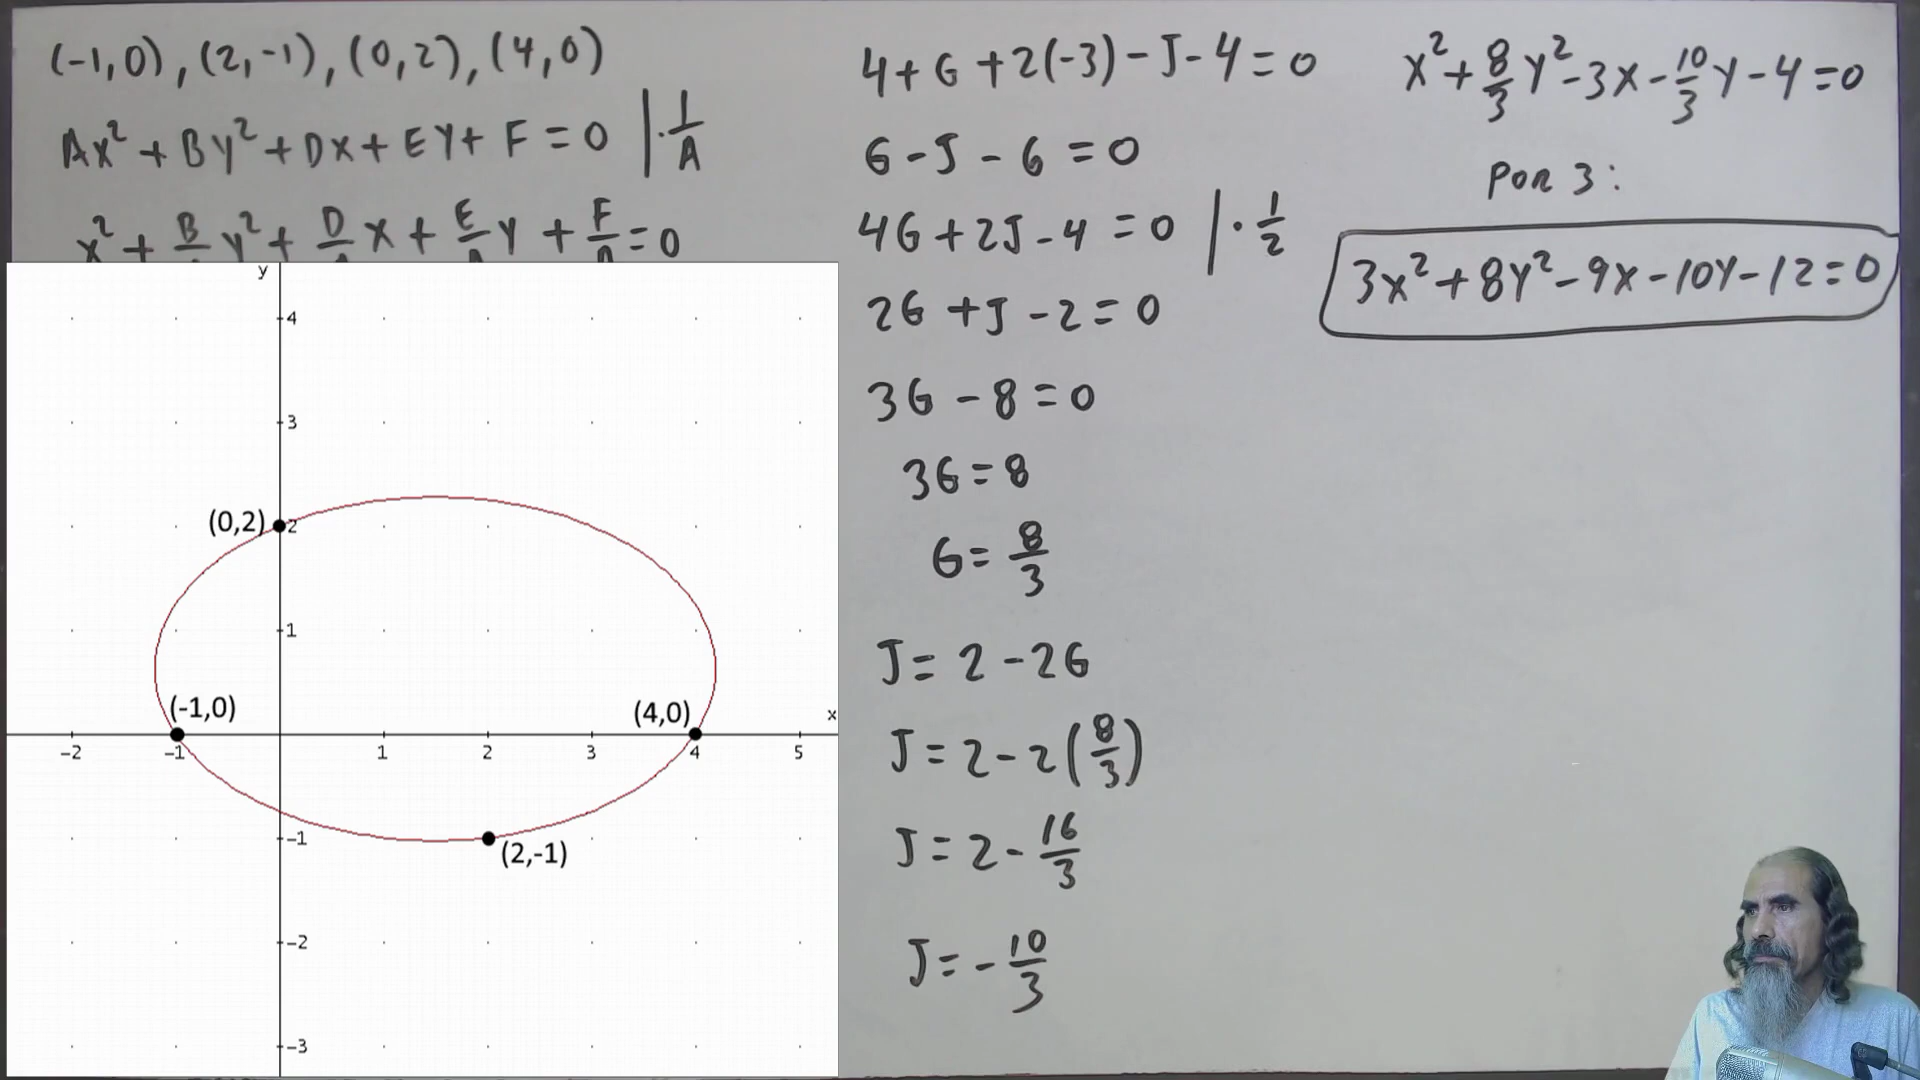 (-1,0), (2,-1), (0,2), (4,0)
Ax² + By² + Dx + Ey + F = 0 | · 1/A
x² + B/ y² + D/ x + E/A y + F/A = 0
y
4
3
(0,2) 2
1
(-1,0)
(4,0)
x
-2 -1 1 2 3 4 5
-1
(2,-1)
-2
-3
4 + G + 2(-3) - J - 4 = 0
G - J - 6 = 0
4G + 2J - 4 = 0 | · 1/2
2G + J - 2 = 0
3G - 8 = 0
3G = 8
G = 8/3
J = 2 - 2G
J = 2 - 2(8/3)
J = 2 - 16/3
J = - 10/3
x² + 8/3 y² - 3x - 10/3 y - 4 = 0
POR 3:
3x² + 8y² - 9x - 10y - 12 = 0